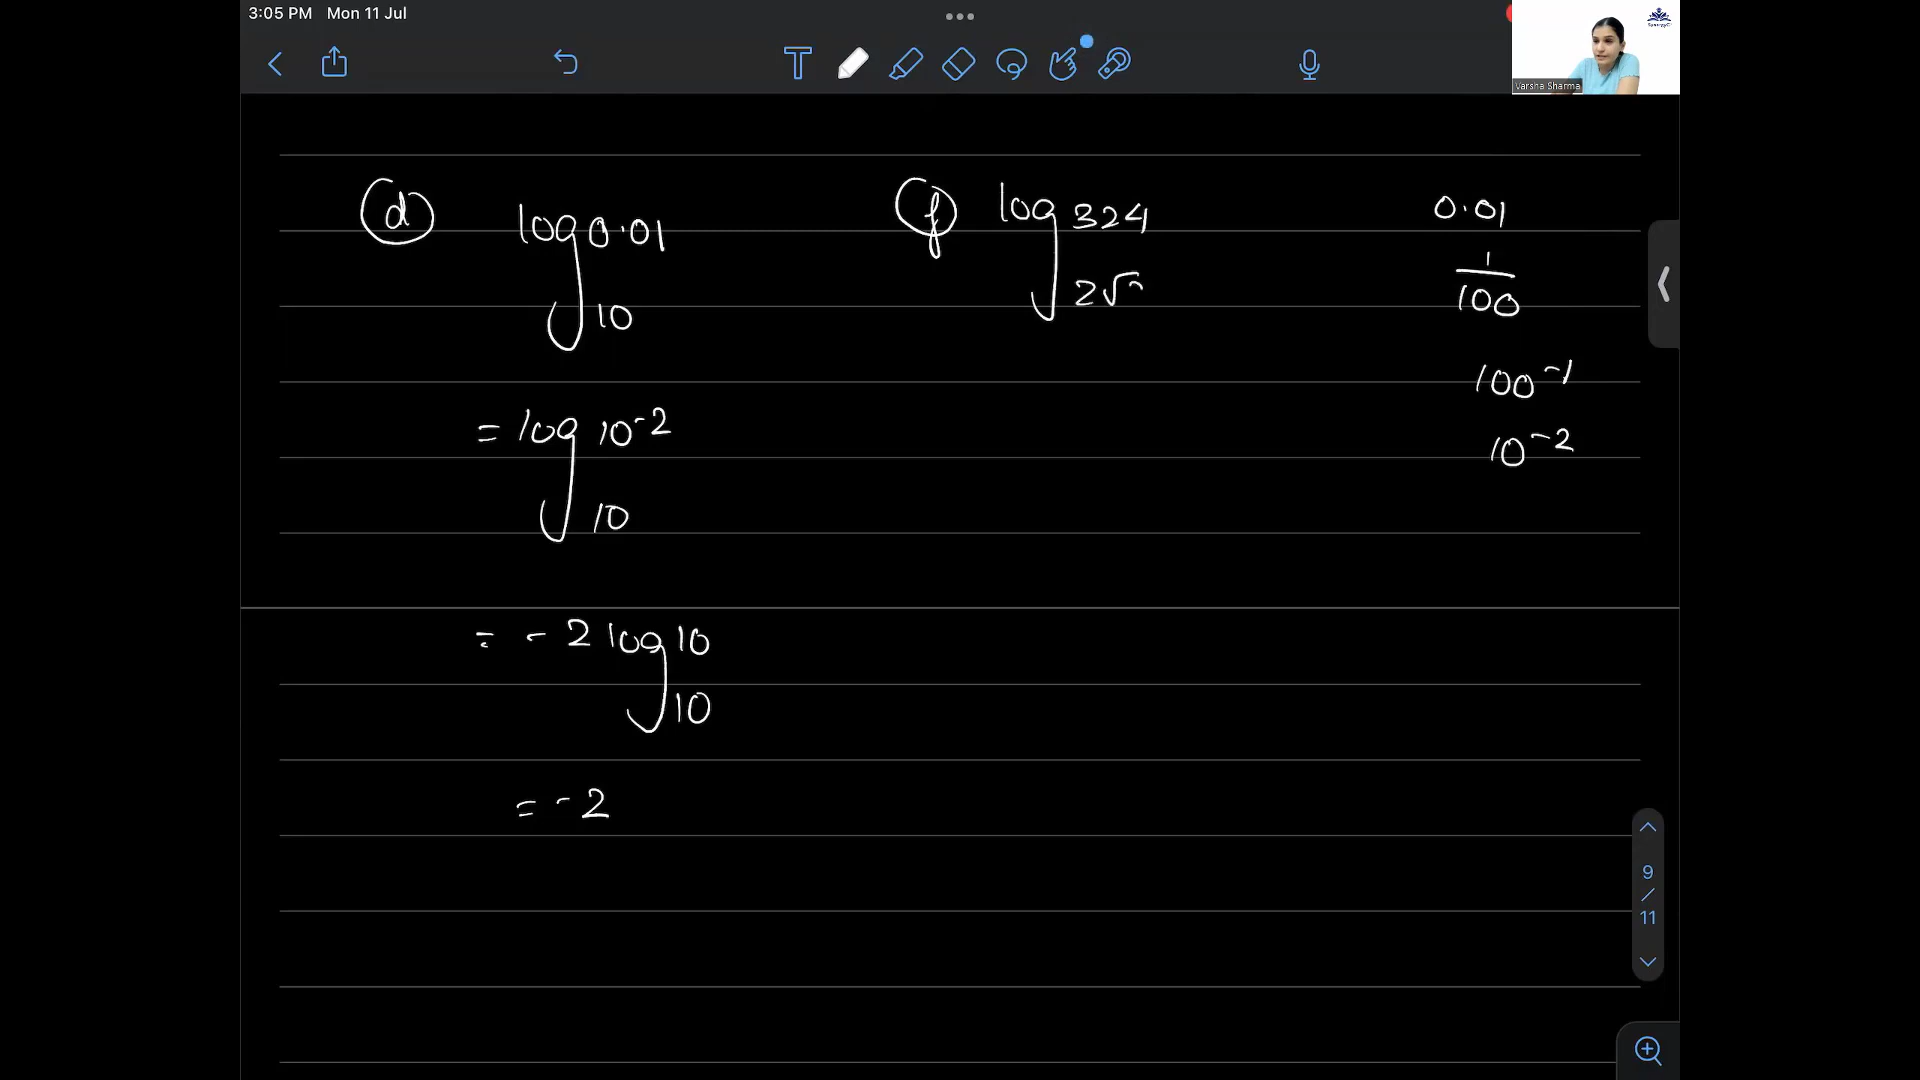 3:05 PM Mon 11 Jul
Varsha Sharma
(d) log 0.01
10
= log 10⁻²
10
= -2 log 10
10
= -2
(f) log 324
2√
0.01
1
100
100⁻¹
10⁻²
9
/
11